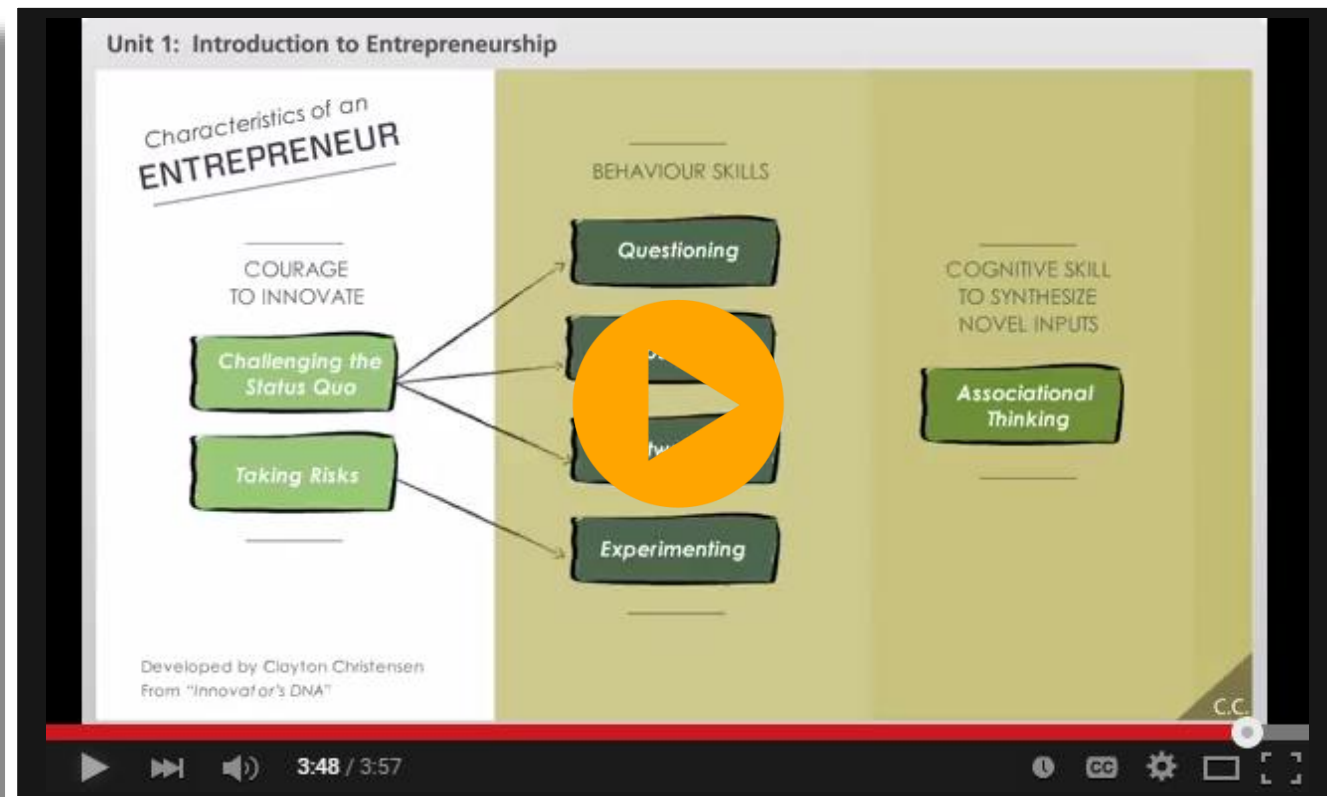 Unit 1: Introduction to Entrepreneurship
Characteristics of an
ENTREPRENEUR
COURAGE
TO INNOVATE
Challenging the
Status Quo
Taking Risks
BEHAVIOUR SKILLS
Questioning
Experimenting
COGNITIVE SKILL
TO SYNTHESIZE
NOVEL INPUTS
Associational
Thinking
Developed by Clayton Christensen
From "Innovator's DNA"
C.C.
3:48 / 3:57
CC